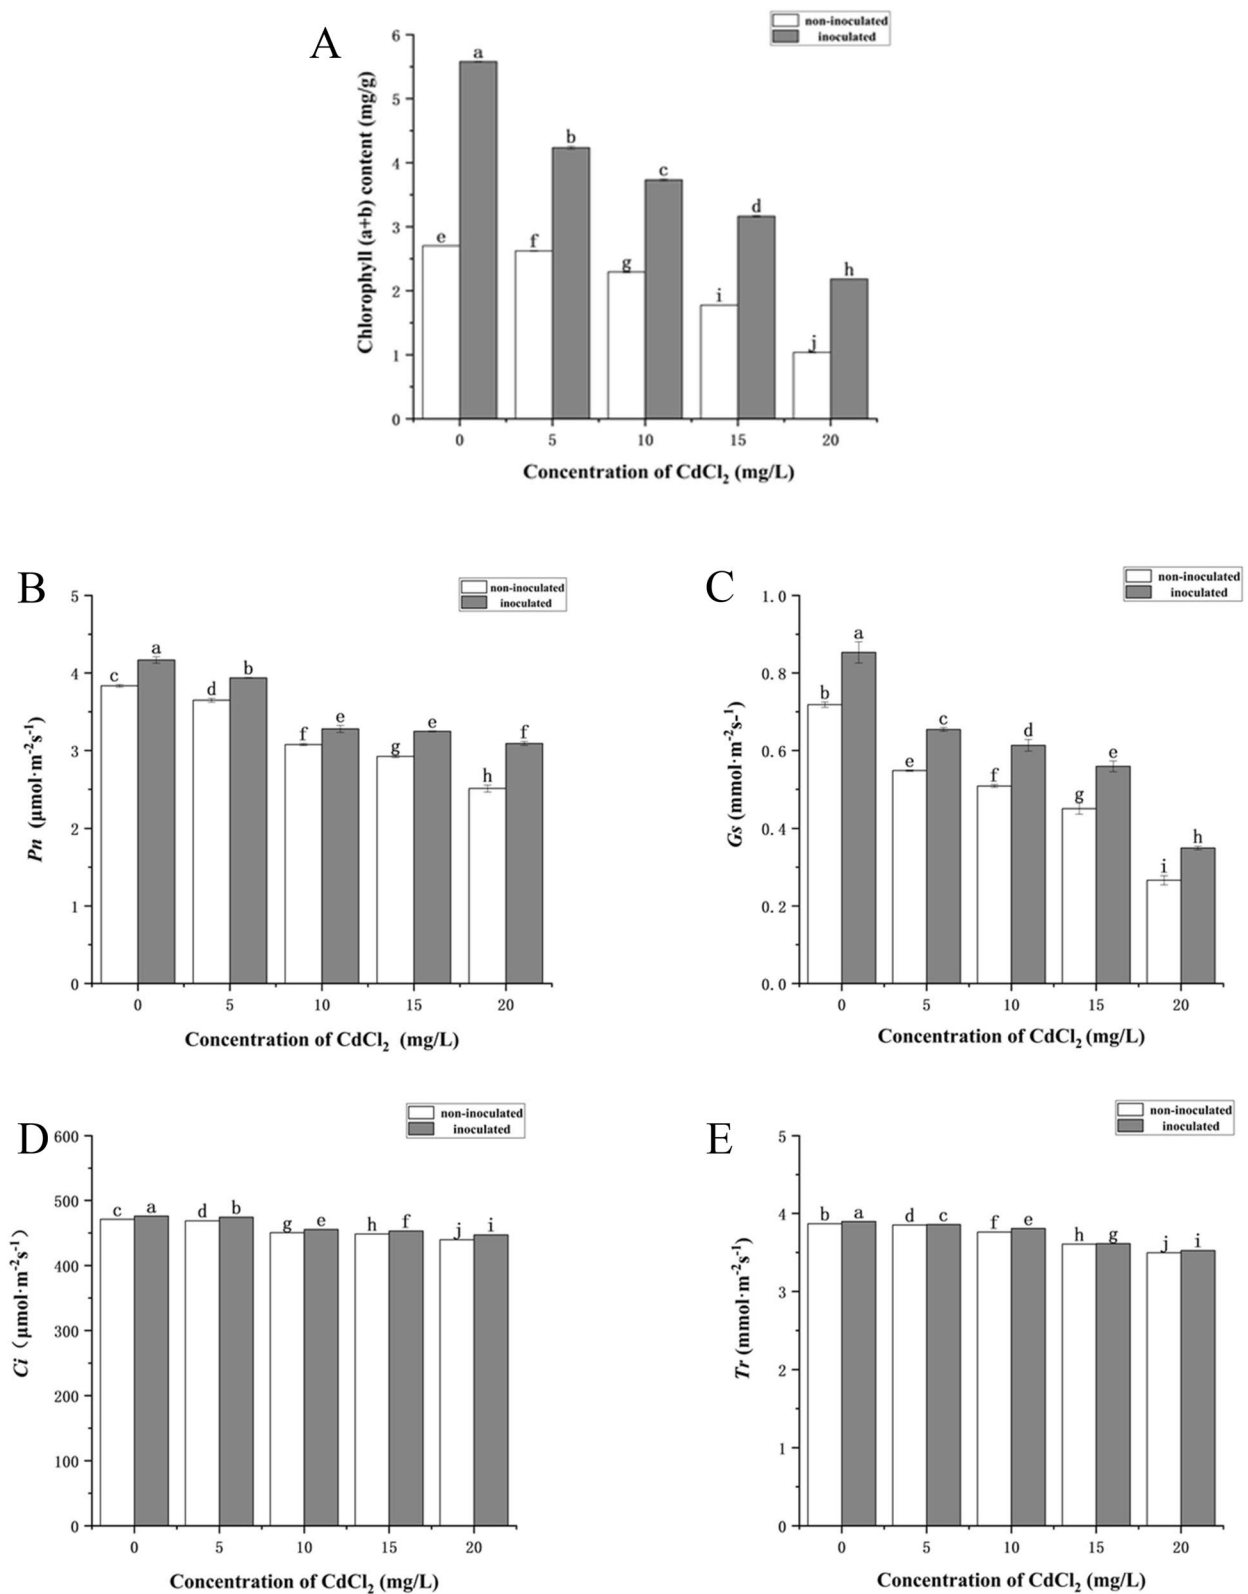 A
non-inoculated
inoculated
Chlorophyll (a+b) content (mg/g)
6
5
4
3
2
1
0
a
b
c
d
e
f
g
h
i
j
0 5 10 15 20
Concentration of CdCl₂ (mg/L)
B
non-inoculated
inoculated
Pn (μmol·m⁻²s⁻¹)
5
4
3
2
1
0
c a
d b
f e
g e
h f
0 5 10 15 20
Concentration of CdCl₂ (mg/L)
C
non-inoculated
inoculated
Gs (mmol·m⁻²s⁻¹)
1.0
0.8
0.6
0.4
0.2
0.0
b a
e c
f d
g e
i h
0 5 10 15 20
Concentration of CdCl₂ (mg/L)
D
non-inoculated
inoculated
Ci (μmol·m⁻²s⁻¹)
600
500
400
300
200
100
0
c a d b g e h f j i
0 5 10 15 20
Concentration of CdCl₂ (mg/L)
E
non-inoculated
inoculated
Tr (mmol·m⁻²s⁻¹)
5
4
3
2
1
0
b a d c f e h g j i
0 5 10 15 20
Concentration of CdCl₂ (mg/L)